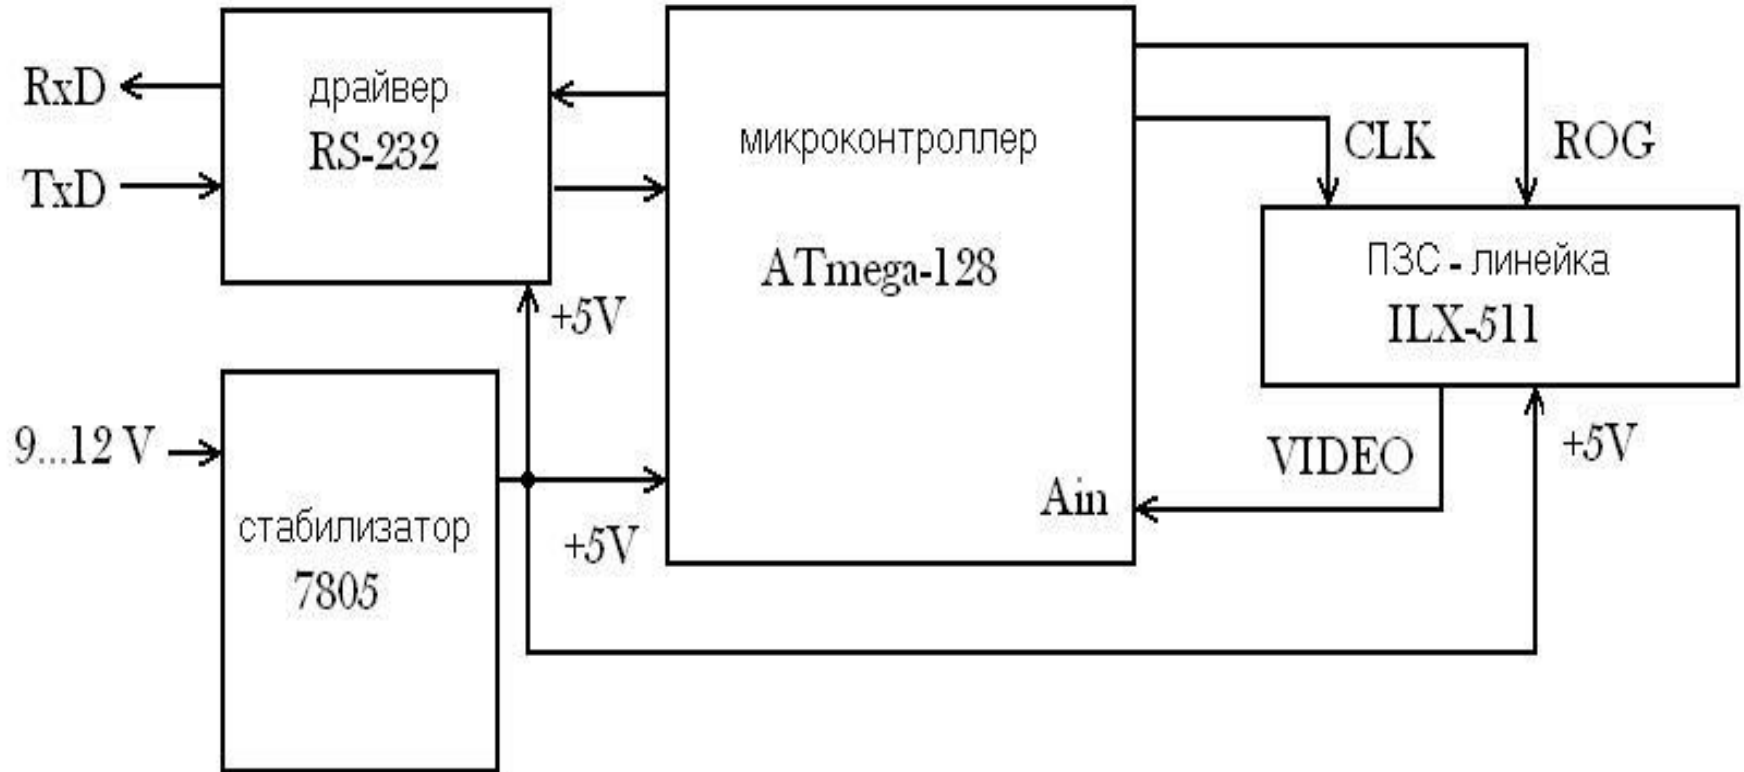 RxD
TxD
драйвер
RS-232
микроконтроллер
ATmega-128
CLK
ROG
ПЗС - линейка
ILX-511
+5V
9...12 V
стабилизатор
7805
+5V
Ain
VIDEO
+5V